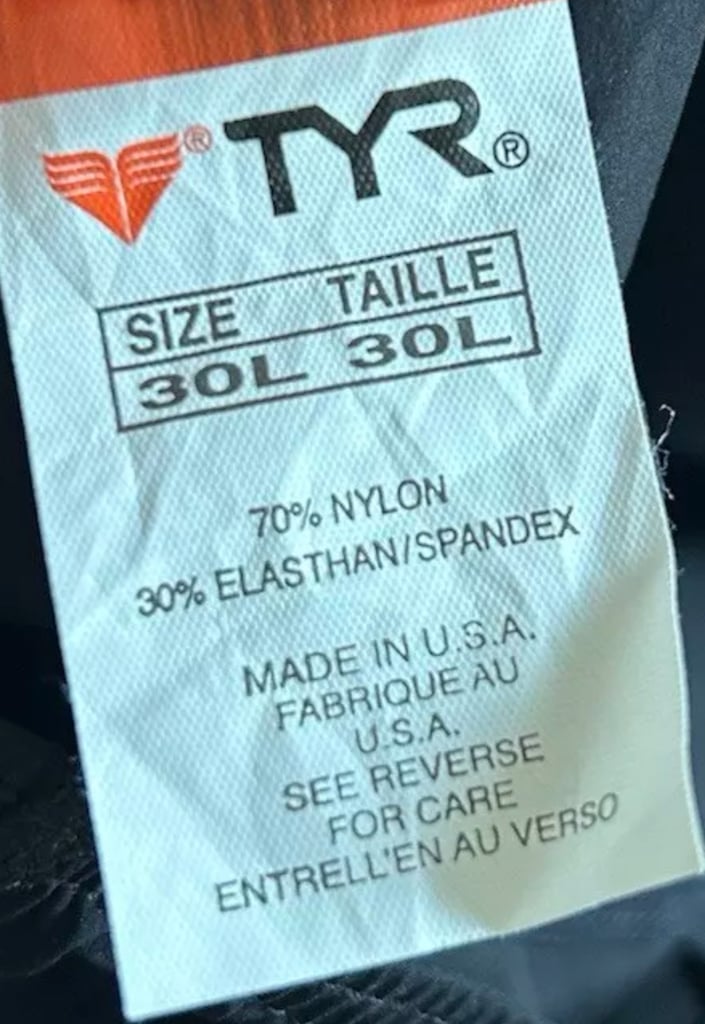 ® TYR®
SIZE TAILLE
30L 30L
70% NYLON
30% ELASTHAN/SPANDEX
MADE IN U.S.A.
FABRIQUE AU
U.S.A.
SEE REVERSE
FOR CARE
ENTRELL'EN AU VERSO